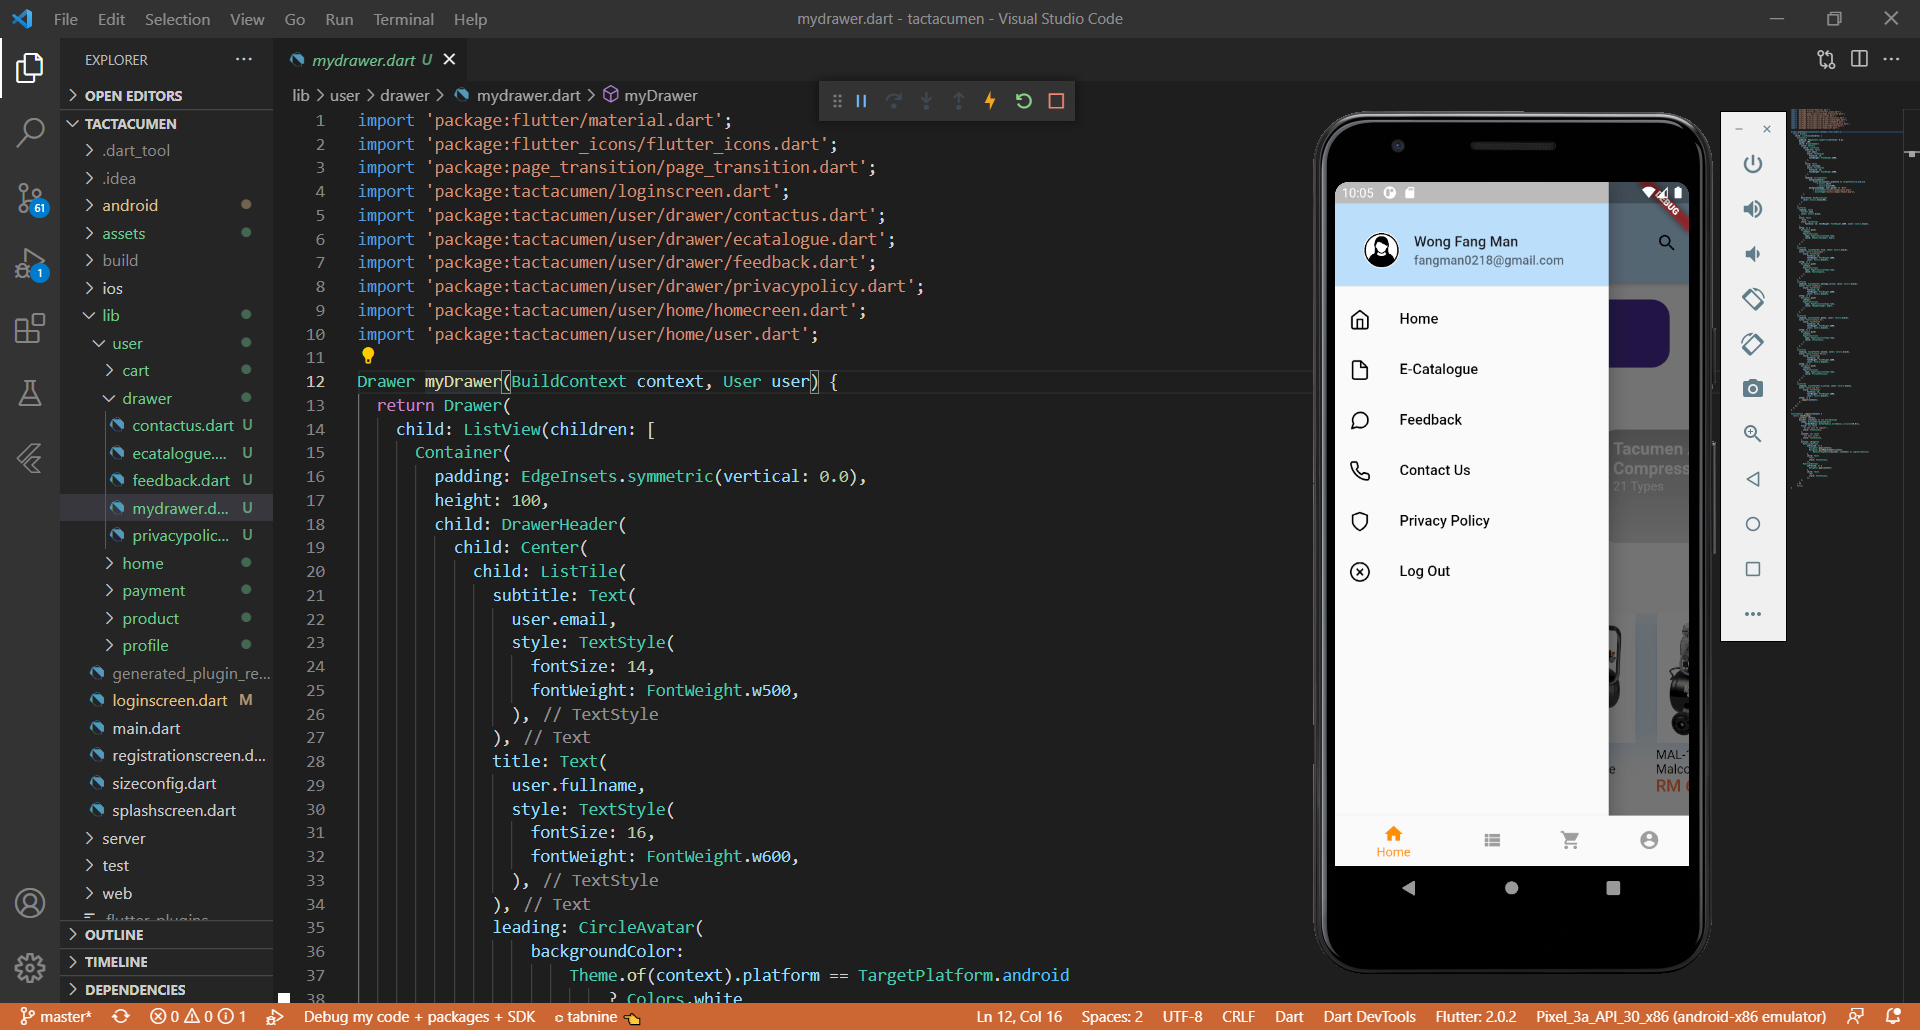 File Edit Selection View Go Run Terminal Help
mydrawer.dart - tactacumen - Visual Studio Code
EXPLORER
OPEN EDITORS
TACTACUMEN
.dart_tool
.idea
android
assets
build
ios
lib
user
cart
drawer
contactus.dart U
ecatalogue.... U
feedback.dart U
mydrawer.d... U
privacypolic... U
home
payment
product
profile
generated_plugin_re...
loginscreen.dart M
main.dart
registrationscreen.d...
sizeconfig.dart
splashscreen.dart
server
test
web
.flutter-plugins
OUTLINE
TIMELINE
DEPENDENCIES
61
1
mydrawer.dart U
lib > user > drawer > mydrawer.dart > myDrawer
1 import 'package:flutter/material.dart';
2 import 'package:flutter_icons/flutter_icons.dart';
3 import 'package:page_transition/page_transition.dart';
4 import 'package:tactacumen/loginscreen.dart';
5 import 'package:tactacumen/user/drawer/contactus.dart';
6 import 'package:tactacumen/user/drawer/ecatalogue.dart';
7 import 'package:tactacumen/user/drawer/feedback.dart';
8 import 'package:tactacumen/user/drawer/privacypolicy.dart';
9 import 'package:tactacumen/user/home/homecreen.dart';
10 import 'package:tactacumen/user/home/user.dart';
11
12 Drawer myDrawer(BuildContext context, User user) {
13 return Drawer(
14 child: ListView(children: [
15 Container(
16 padding: EdgeInsets.symmetric(vertical: 0.0),
17 height: 100,
18 child: DrawerHeader(
19 child: Center(
20 child: ListTile(
21 subtitle: Text(
22 user.email,
23 style: TextStyle(
24 fontSize: 14,
25 fontWeight: FontWeight.w500,
26 ), // TextStyle
27 ), // Text
28 title: Text(
29 user.fullname,
30 style: TextStyle(
31 fontSize: 16,
32 fontWeight: FontWeight.w600,
33 ), // TextStyle
34 ), // Text
35 leading: CircleAvatar(
36 backgroundColor:
37 Theme.of(context).platform == TargetPlatform.android
38 ? Colors.white
10:05
DEBUG
Wong Fang Man
fangman0218@gmail.com
Home
E-Catalogue
Feedback
Contact Us
Privacy Policy
Log Out
Tacumen
Compress
21 Types
MAL-1
Malco
e
RM 6
Home
master* 0 0 1 Debug my code + packages + SDK tabnine Ln 12, Col 16 Spaces: 2 UTF-8 CRLF Dart Dart DevTools Flutter: 2.0.2 Pixel_3a_API_30_x86 (android-x86 emulator)